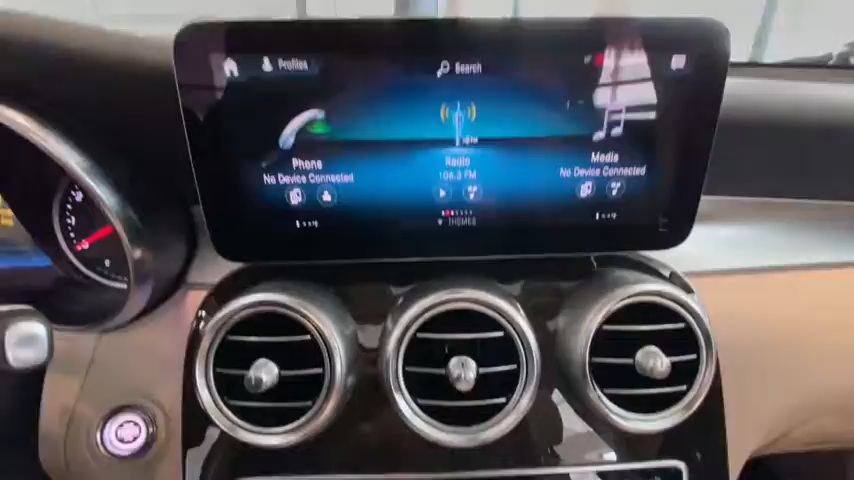 Profiles
Search
Phone
No Device Connected
Radio
106.3 FM
Media
No Device Connected
THEMES